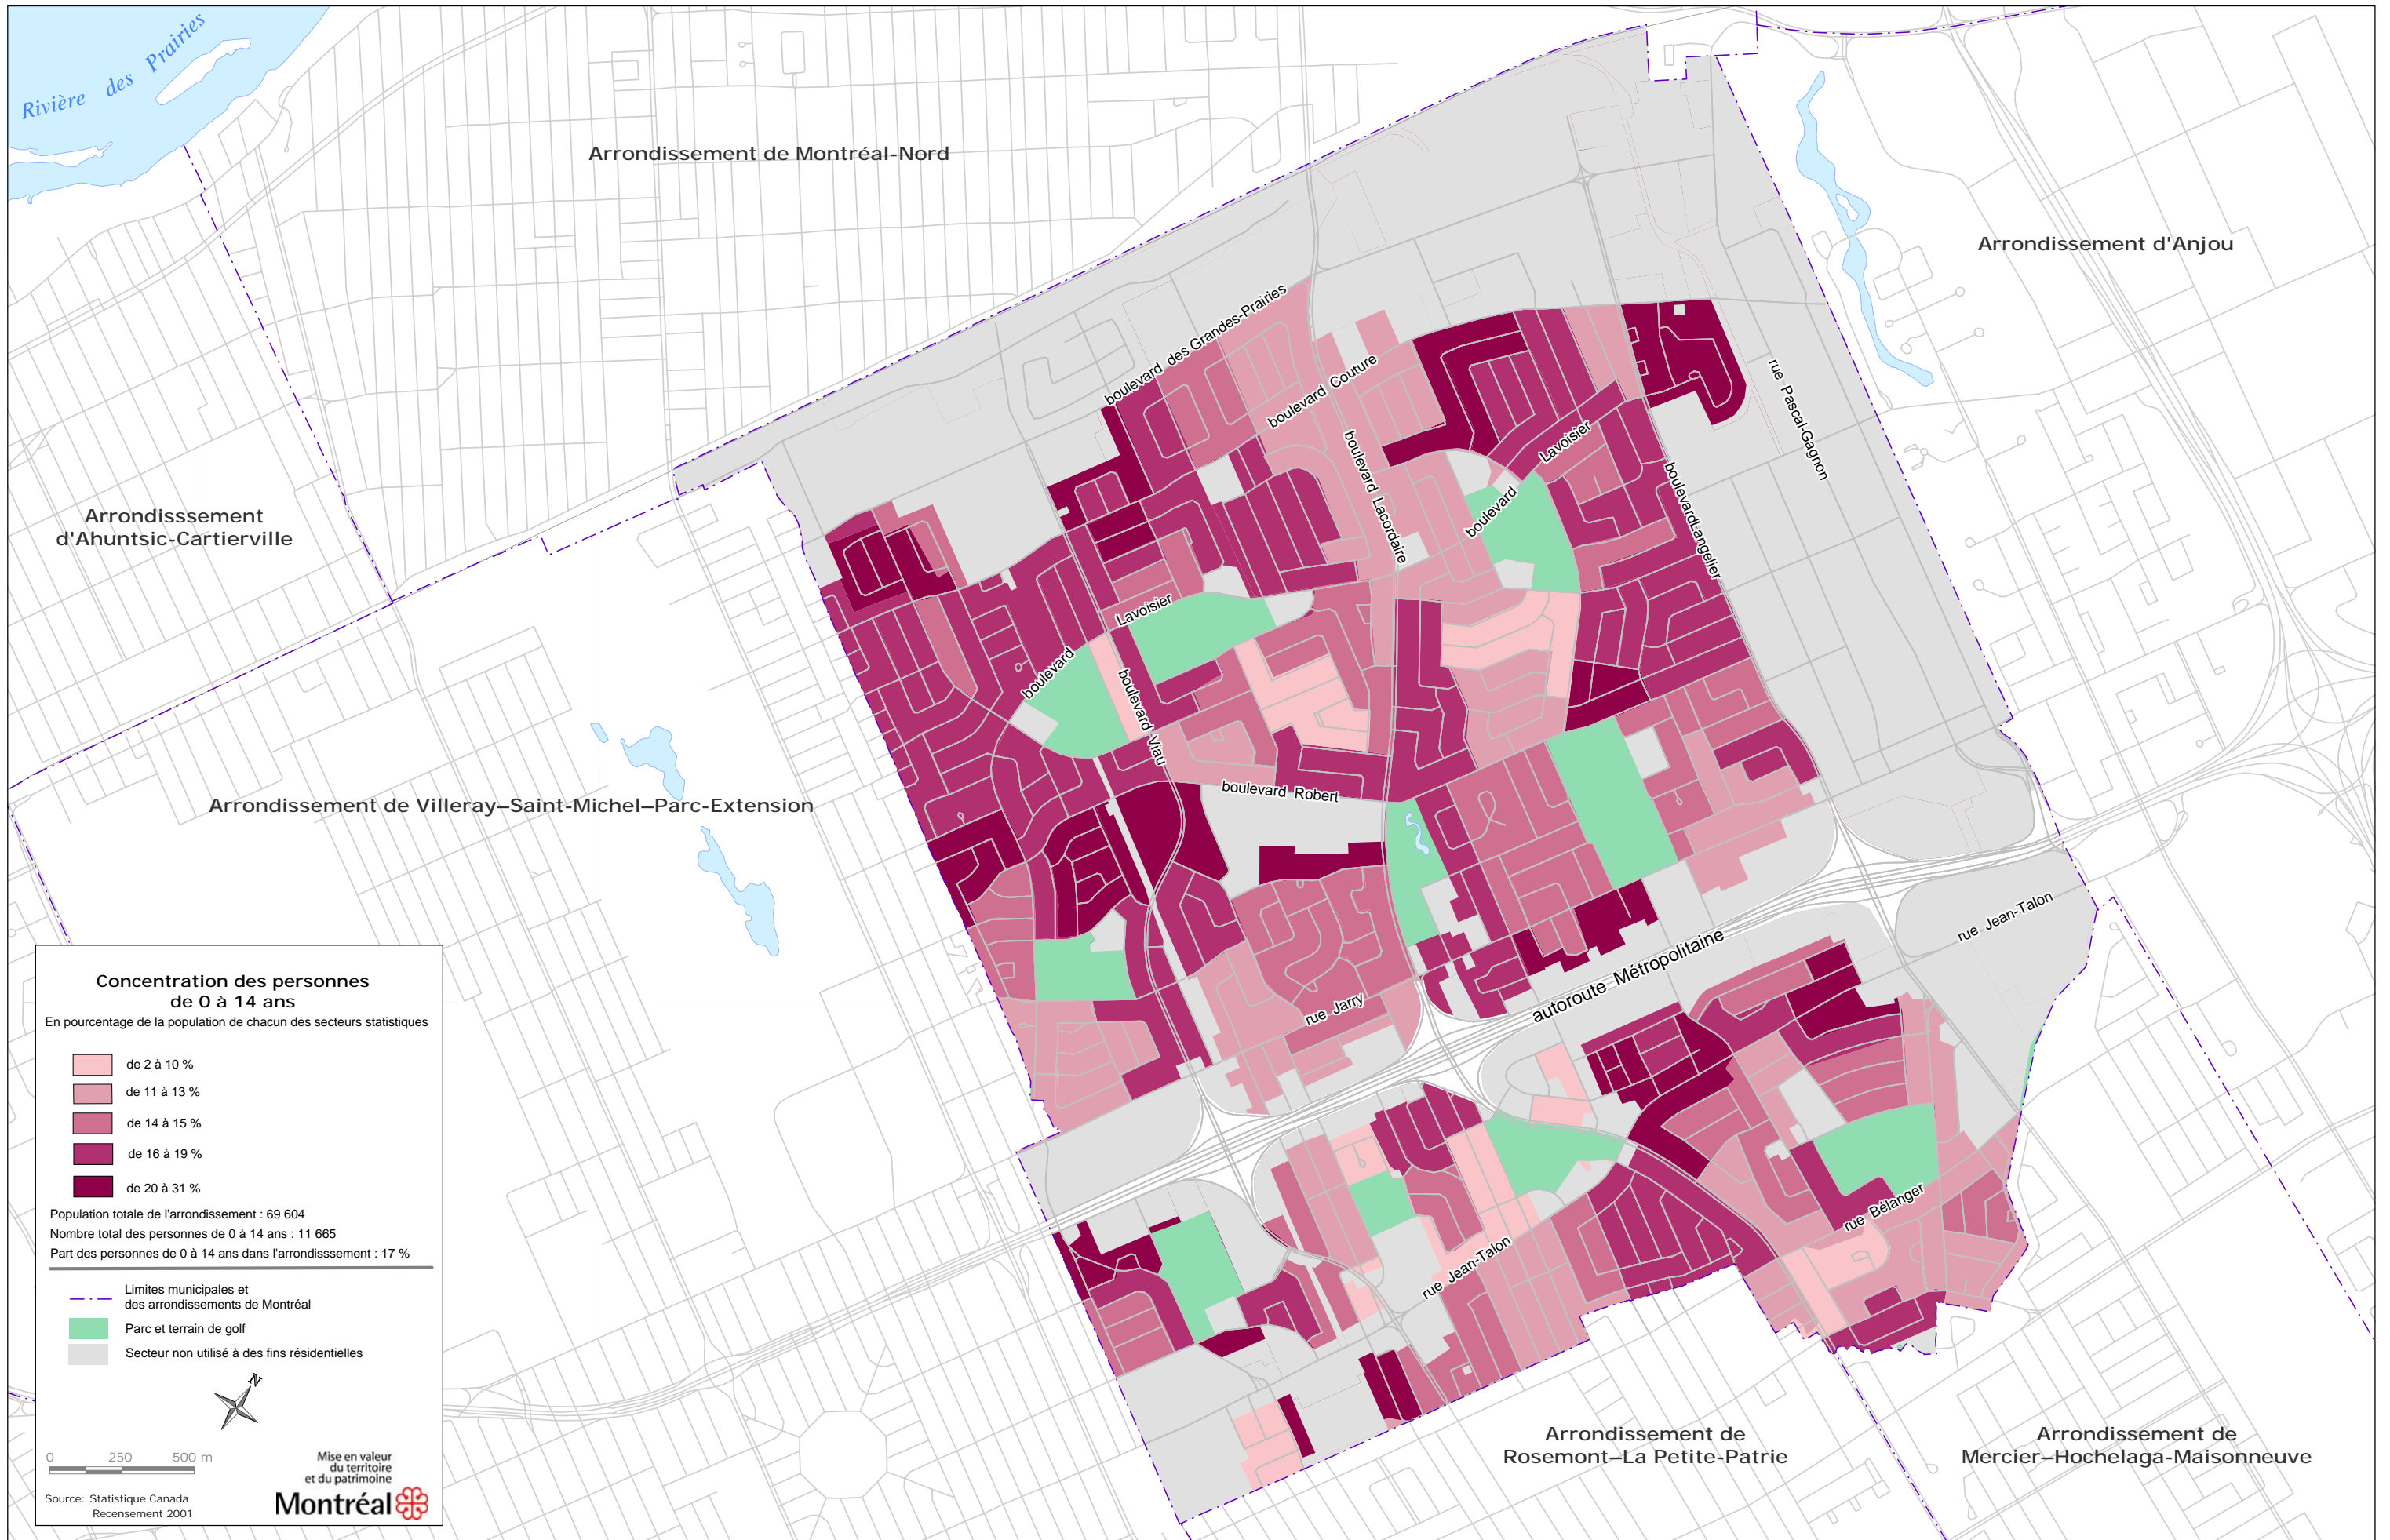 Rivière des Prairies
Arrondissement de Montréal-Nord
Arrondissement d'Anjou
Arrondisssement
d'Ahuntsic-Cartierville
Arrondissement de Villeray–Saint-Michel–Parc-Extension
Arrondissement de
Rosemont–La Petite-Patrie
Arrondissement de
Mercier–Hochelaga-Maisonneuve
boulevard des Grandes-Prairies
boulevard Couture
boulevard Lacordaire
boulevard Lavoisier
boulevard Langelier
rue Pascal-Gagnon
boulevard Lavoisier
boulevard Viau
boulevard Robert
rue Jarry
autoroute Métropolitaine
rue Jean-Talon
rue Jean-Talon
rue Bélanger
Concentration des personnes
de 0 à 14 ans
En pourcentage de la population de chacun des secteurs statistiques
de 2 à 10 %
de 11 à 13 %
de 14 à 15 %
de 16 à 19 %
de 20 à 31 %
Population totale de l'arrondissement : 69 604
Nombre total des personnes de 0 à 14 ans : 11 665
Part des personnes de 0 à 14 ans dans l'arrondisssement : 17 %
Limites municipales et
des arrondissements de Montréal
Parc et terrain de golf
Secteur non utilisé à des fins résidentielles
N
0 250 500 m
Source: Statistique Canada
Recensement 2001
Mise en valeur
du territoire
et du patrimoine
Montréal